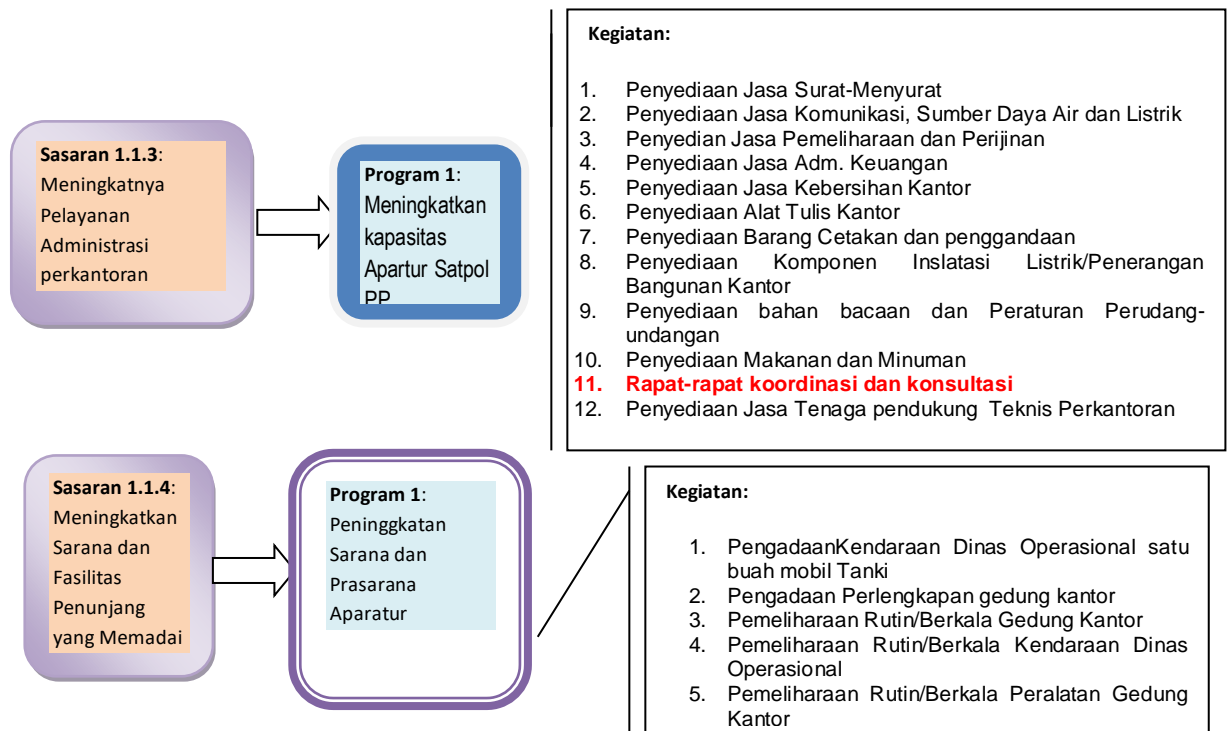 Sasaran 1.1.3:
Meningkatnya
Pelayanan
Administrasi
perkantoran
Program 1:
Meningkatkan
kapasitas
Apartur Satpol
PP
Kegiatan:
1. Penyediaan Jasa Surat-Menyurat
2. Penyediaan Jasa Komunikasi, Sumber Daya Air dan Listrik
3. Penyedian Jasa Pemeliharaan dan Perijinan
4. Penyediaan Jasa Adm. Keuangan
5. Penyediaan Jasa Kebersihan Kantor
6. Penyediaan Alat Tulis Kantor
7. Penyediaan Barang Cetakan dan penggandaan
8. Penyediaan Komponen Inslatasi Listrik/Penerangan
Bangunan Kantor
9. Penyediaan bahan bacaan dan Peraturan Perudang-
undangan
10. Penyediaan Makanan dan Minuman
11. Rapat-rapat koordinasi dan konsultasi
12. Penyediaan Jasa Tenaga pendukung Teknis Perkantoran
Sasaran 1.1.4:
Meningkatkan
Sarana dan
Fasilitas
Penunjang
yang Memadai
Program 1:
Peninggkatan
Sarana dan
Prasarana
Aparatur
Kegiatan:
1. PengadaanKendaraan Dinas Operasional satu
buah mobil Tanki
2. Pengadaan Perlengkapan gedung kantor
3. Pemeliharaan Rutin/Berkala Gedung Kantor
4. Pemeliharaan Rutin/Berkala Kendaraan Dinas
Operasional
5. Pemeliharaan Rutin/Berkala Peralatan Gedung
Kantor